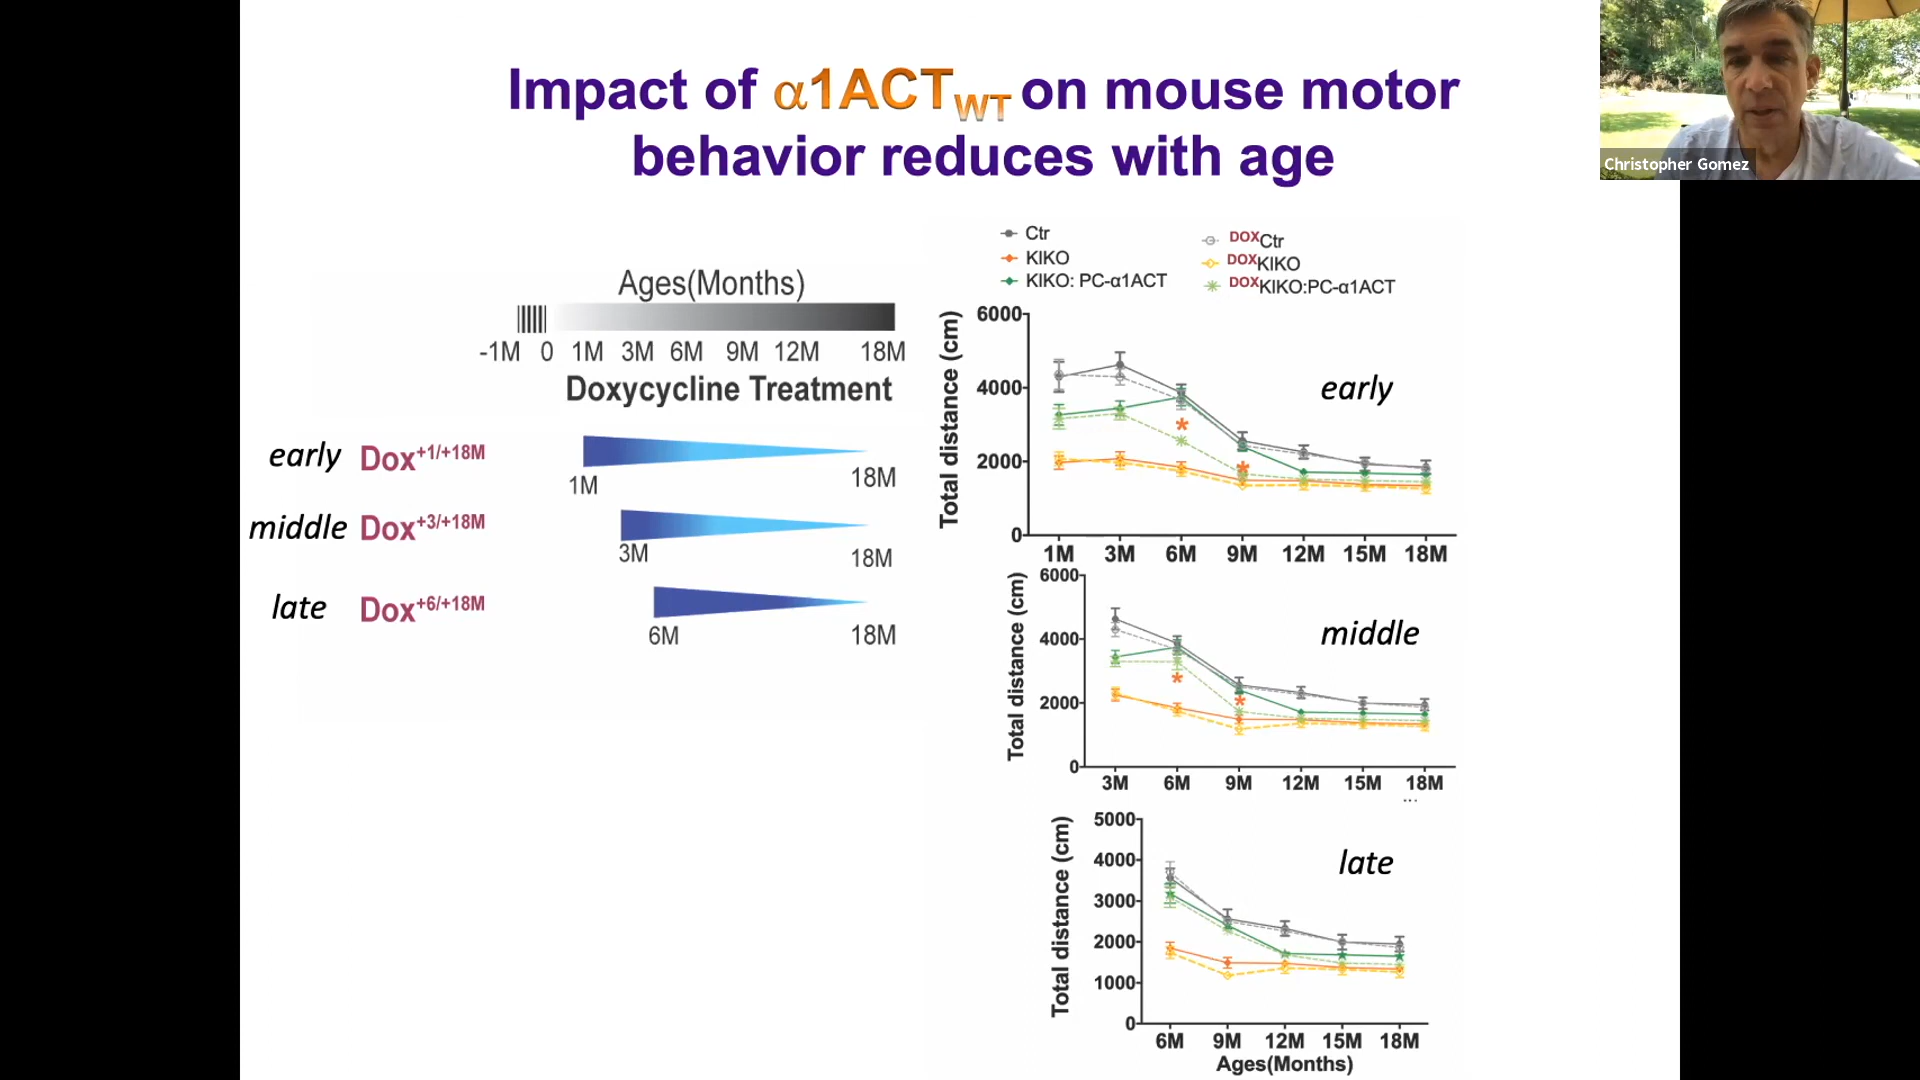 Impact of α1ACTWT on mouse motor
behavior reduces with age
Christopher Gomez
Ages(Months)
-1M 0 1M 3M 6M 9M 12M 18M
Doxycycline Treatment
early Dox+1/+18M
1M 18M
middle Dox+3/+18M
3M 18M
late Dox+6/+18M
6M 18M
Ctr
KIKO
KIKO: PC-α1ACT
DOXCtr
DOXKIKO
DOXKIKO:PC-α1ACT
Total distance (cm)
6000
4000
2000
0
early
*
*
1M 3M 6M 9M 12M 15M 18M
Total distance (cm)
6000
4000
2000
0
middle
*
*
3M 6M 9M 12M 15M 18M
...
Total distance (cm)
5000
4000
3000
2000
1000
0
late
6M 9M 12M 15M 18M
Ages(Months)